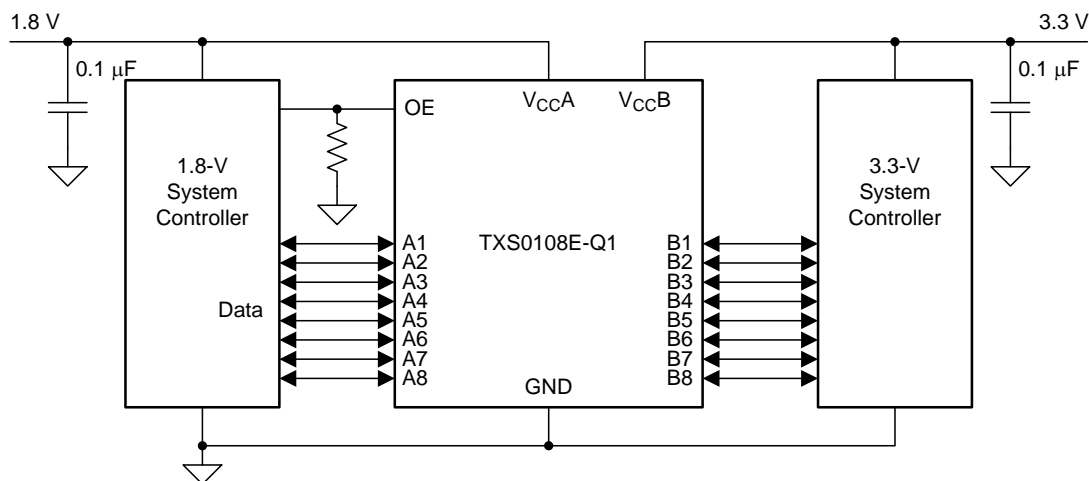 1.8 V
3.3 V
0.1 μF
0.1 μF
OE
VCCA
VCCB
1.8-V
System
Controller
3.3-V
System
Controller
TXS0108E-Q1
Data
A1
A2
A3
A4
A5
A6
A7
A8
B1
B2
B3
B4
B5
B6
B7
B8
GND